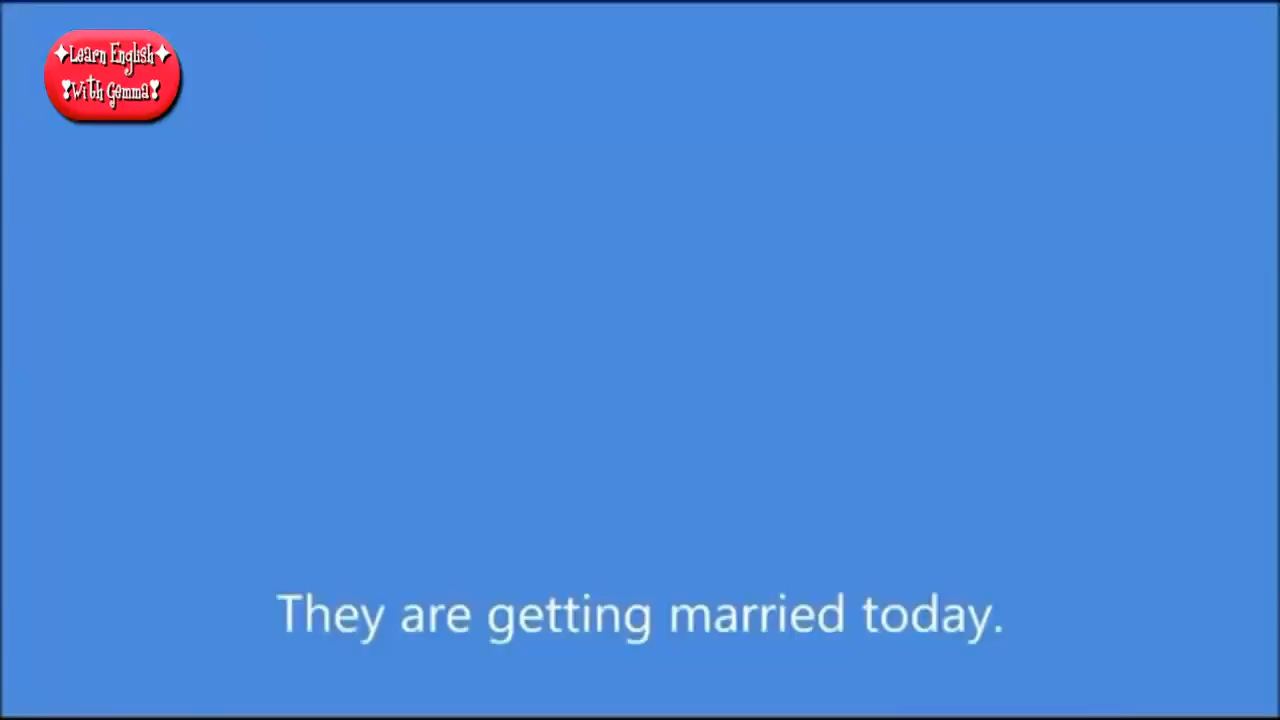 ✦Learn English✦
❣With Gemma❣
They are getting married today.